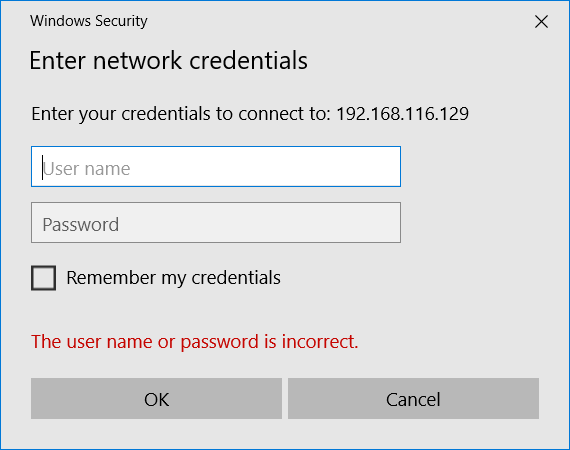 Windows Security
Enter network credentials
Enter your credentials to connect to: 192.168.116.129
User name
Password
Remember my credentials
The user name or password is incorrect.
OK
Cancel